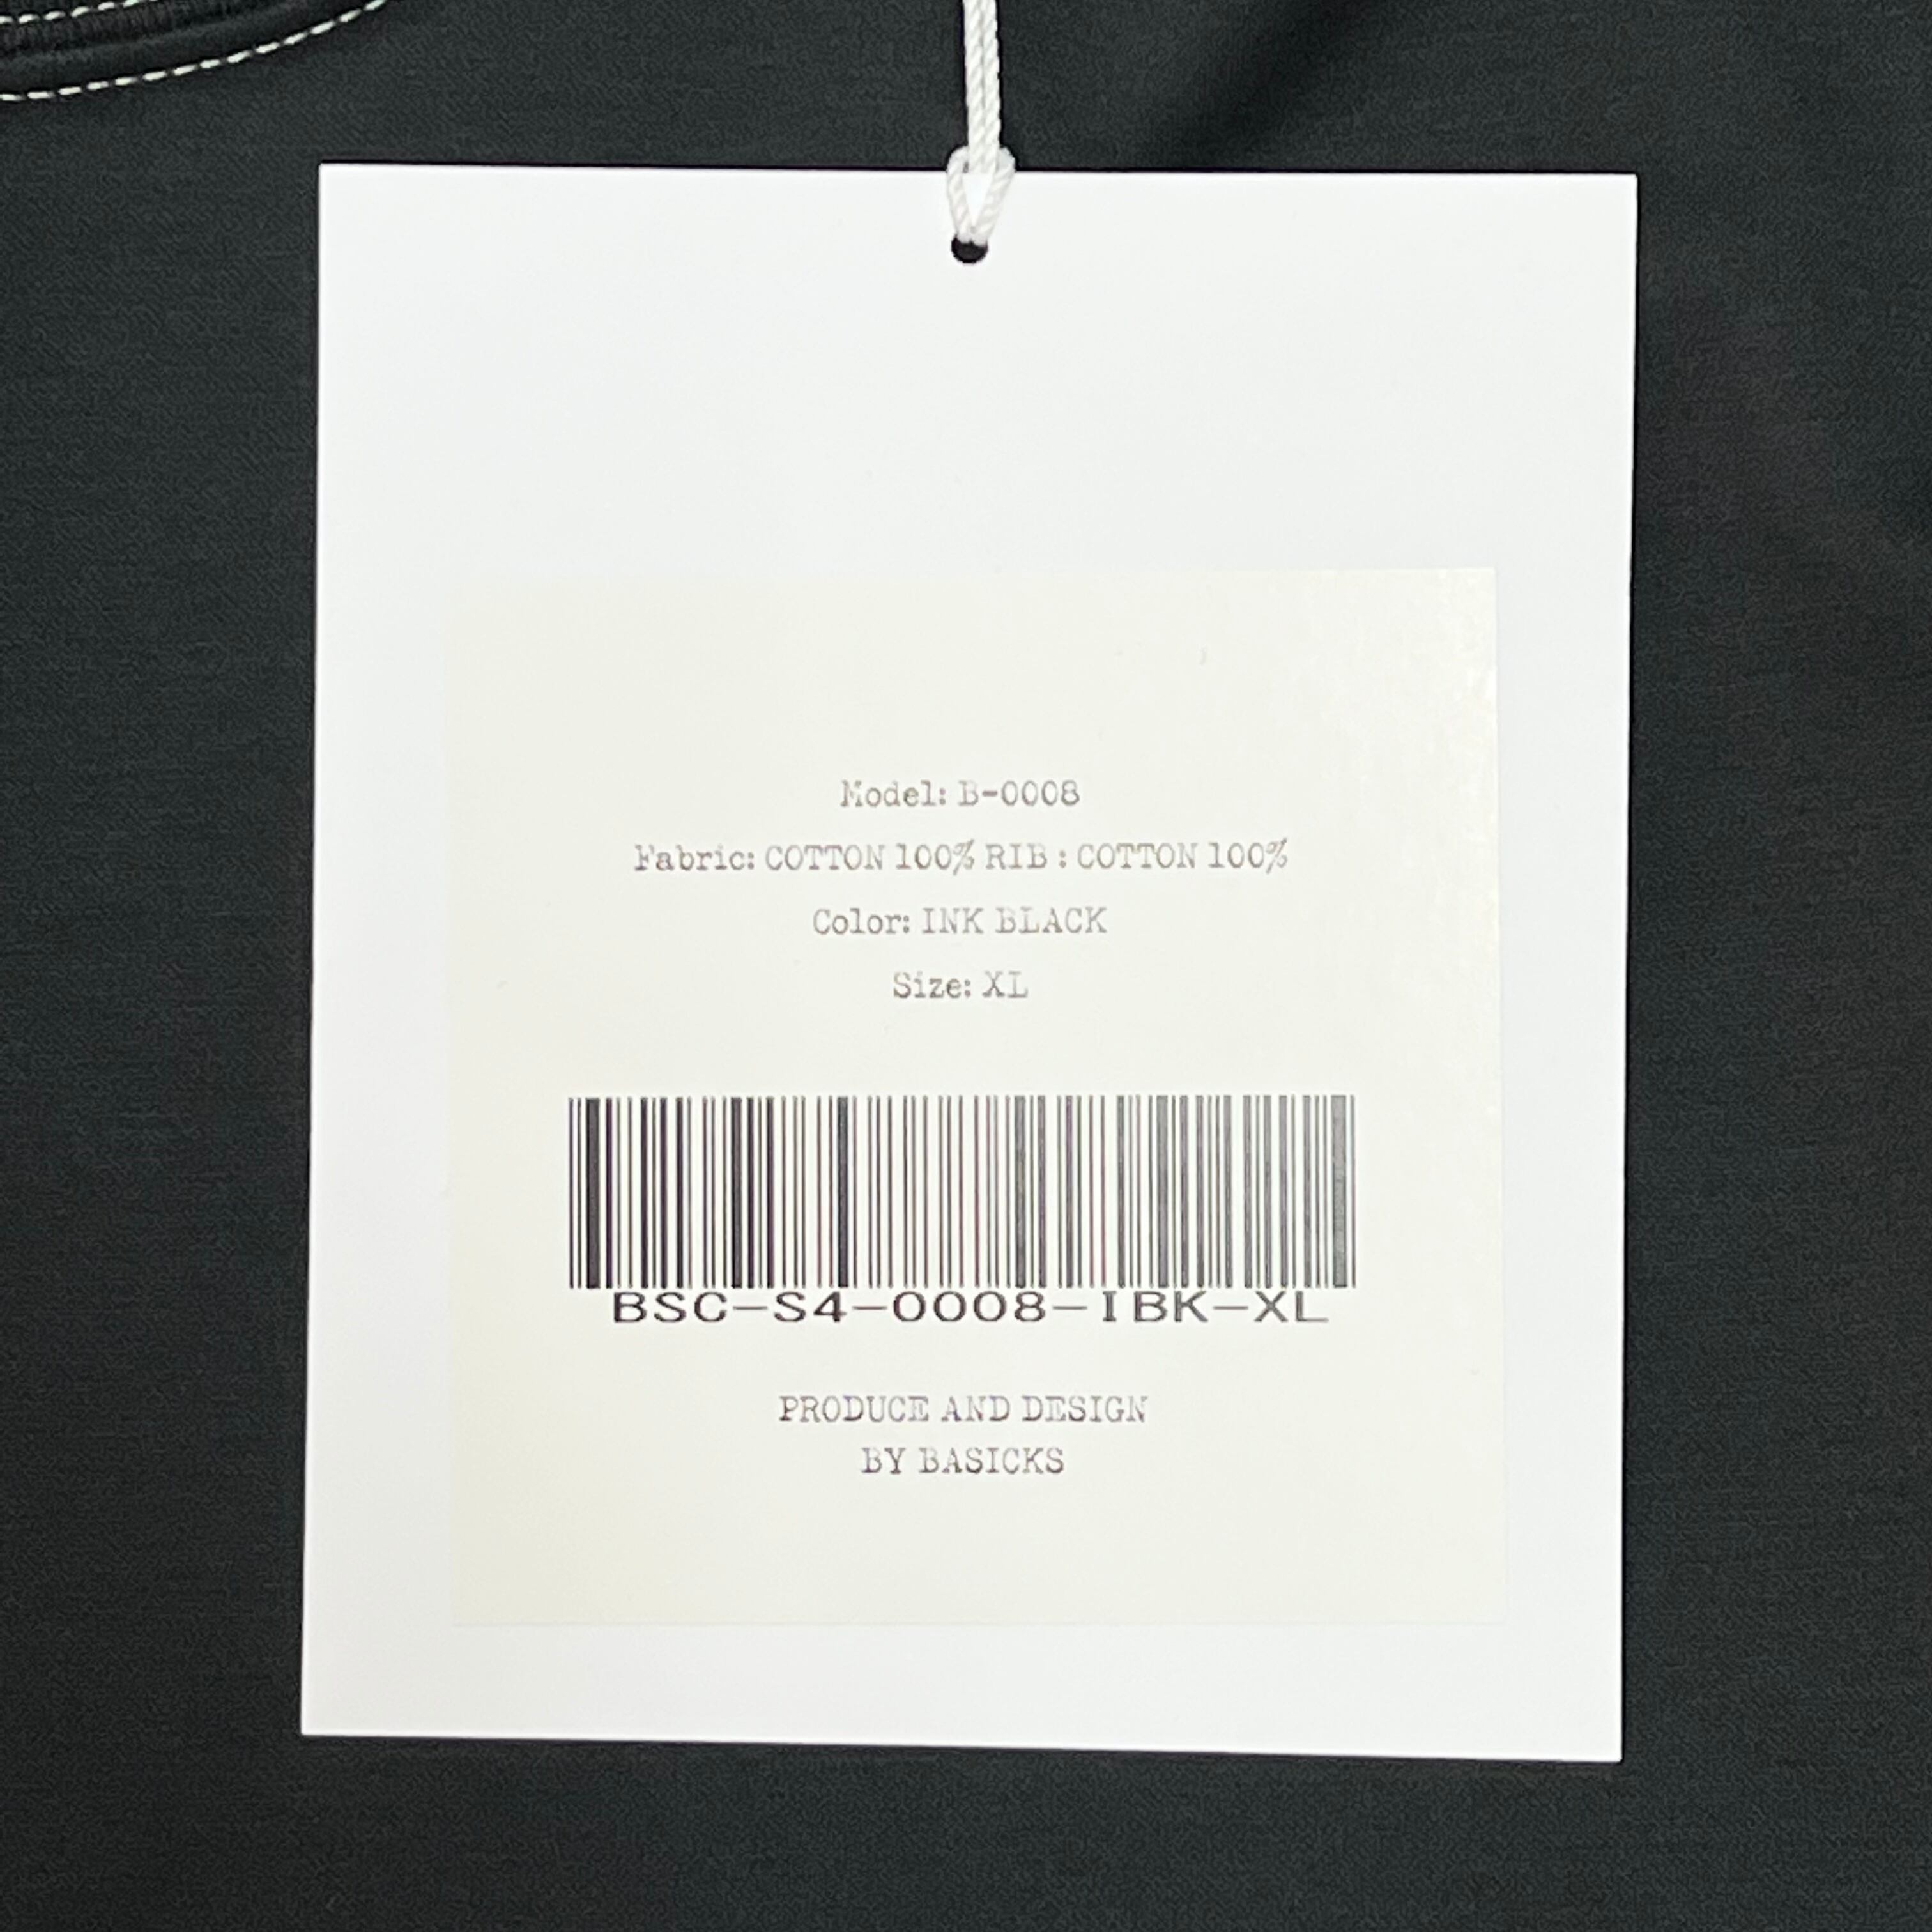 Model: B-0008
Fabric: COTTON 100% RIB : COTTON 100%
Color: INK BLACK
Size: XL
BSC-S4-0008-IBK-XL
PRODUCE AND DESIGN
BY BASICKS